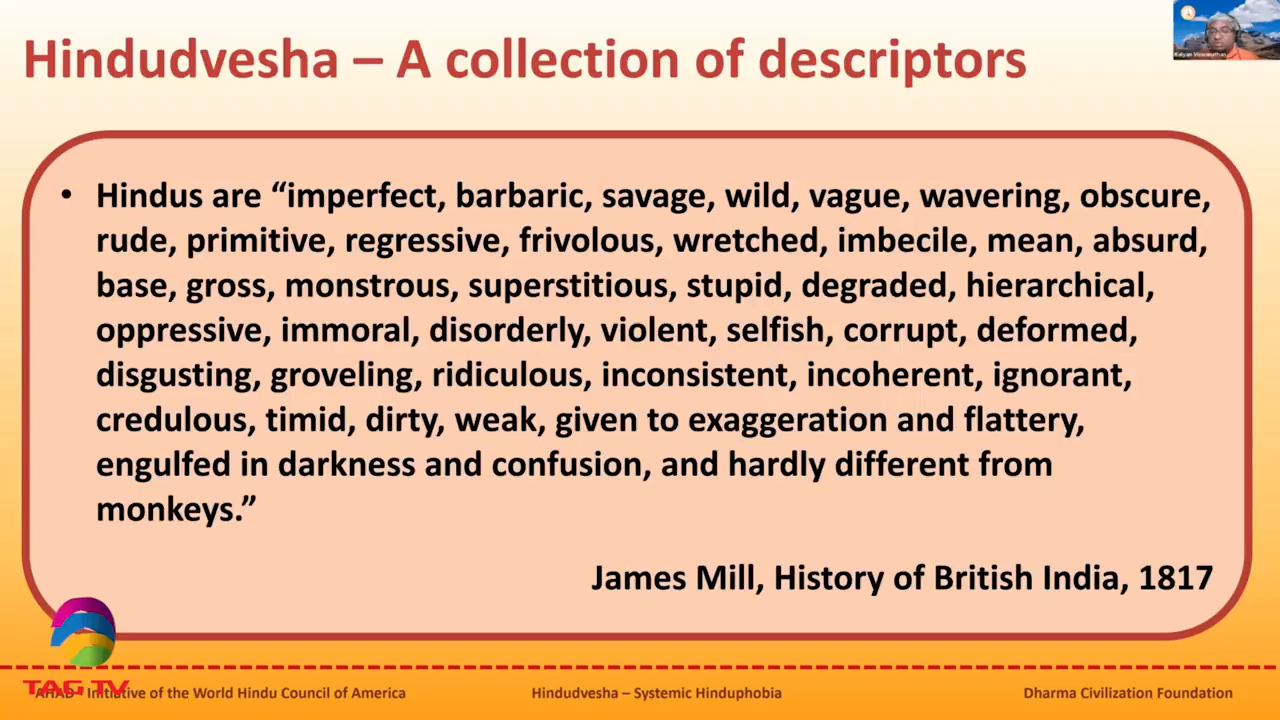 Hindudvesha – A collection of descriptors
Kalyan Viswanathan
• Hindus are “imperfect, barbaric, savage, wild, vague, wavering, obscure,
rude, primitive, regressive, frivolous, wretched, imbecile, mean, absurd,
base, gross, monstrous, superstitious, stupid, degraded, hierarchical,
oppressive, immoral, disorderly, violent, selfish, corrupt, deformed,
disgusting, groveling, ridiculous, inconsistent, incoherent, ignorant,
credulous, timid, dirty, weak, given to exaggeration and flattery,
engulfed in darkness and confusion, and hardly different from
monkeys.”
James Mill, History of British India, 1817
TAG TV
AHAD - Initiative of the World Hindu Council of America
Hindudvesha – Systemic Hinduphobia
Dharma Civilization Foundation